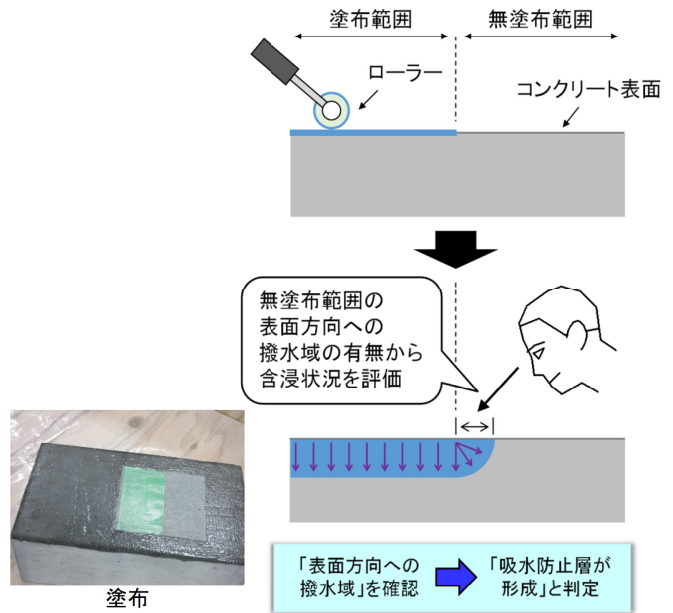 塗布範囲
無塗布範囲
ローラー
コンクリート表面
無塗布範囲の
表面方向への
撥水域の有無から
含浸状況を評価
「表面方向への
撥水域」を確認
「吸水防止層が
形成」と判定
塗布